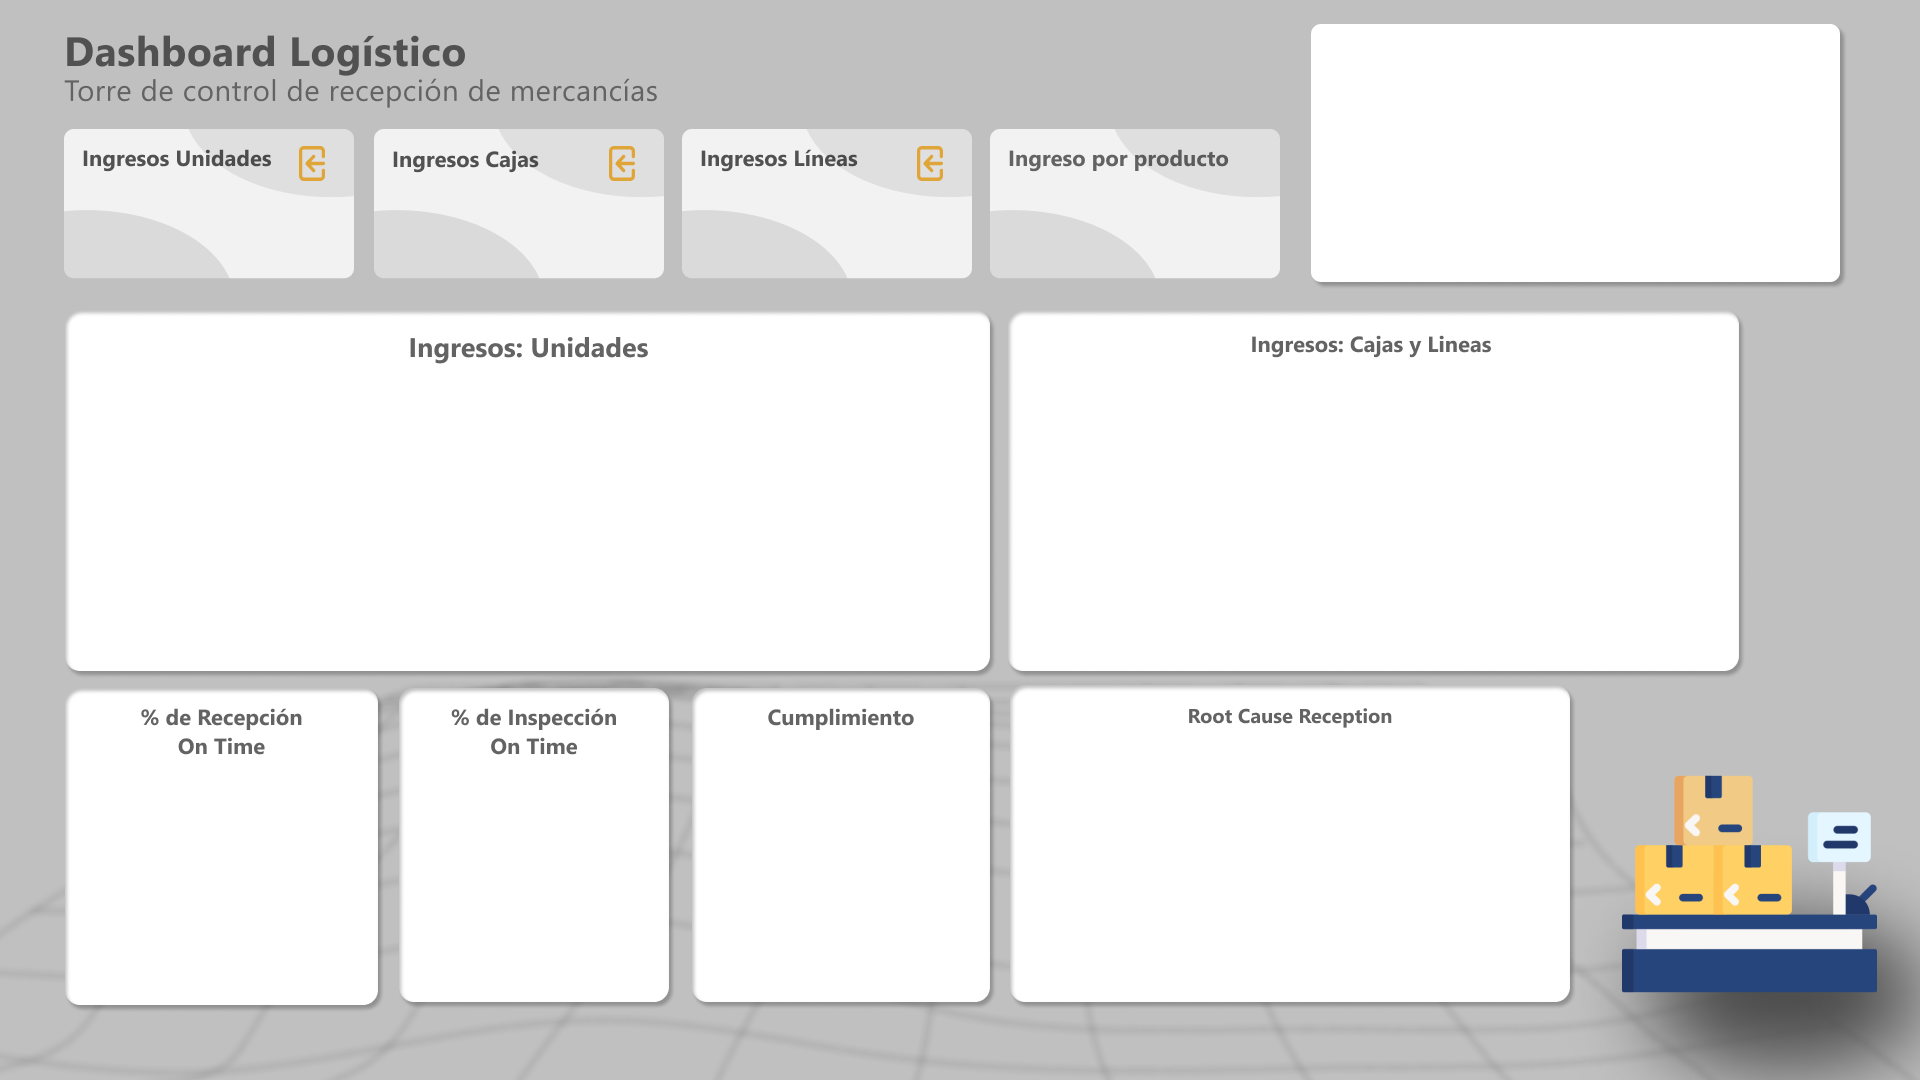 Dashboard Logístico
Torre de control de recepción de mercancías
Ingresos Unidades
Ingresos Cajas
Ingresos Líneas
Ingreso por producto
Ingresos: Unidades
Ingresos: Cajas y Lineas
% de Recepción
On Time
% de Inspección
On Time
Cumplimiento
Root Cause Reception